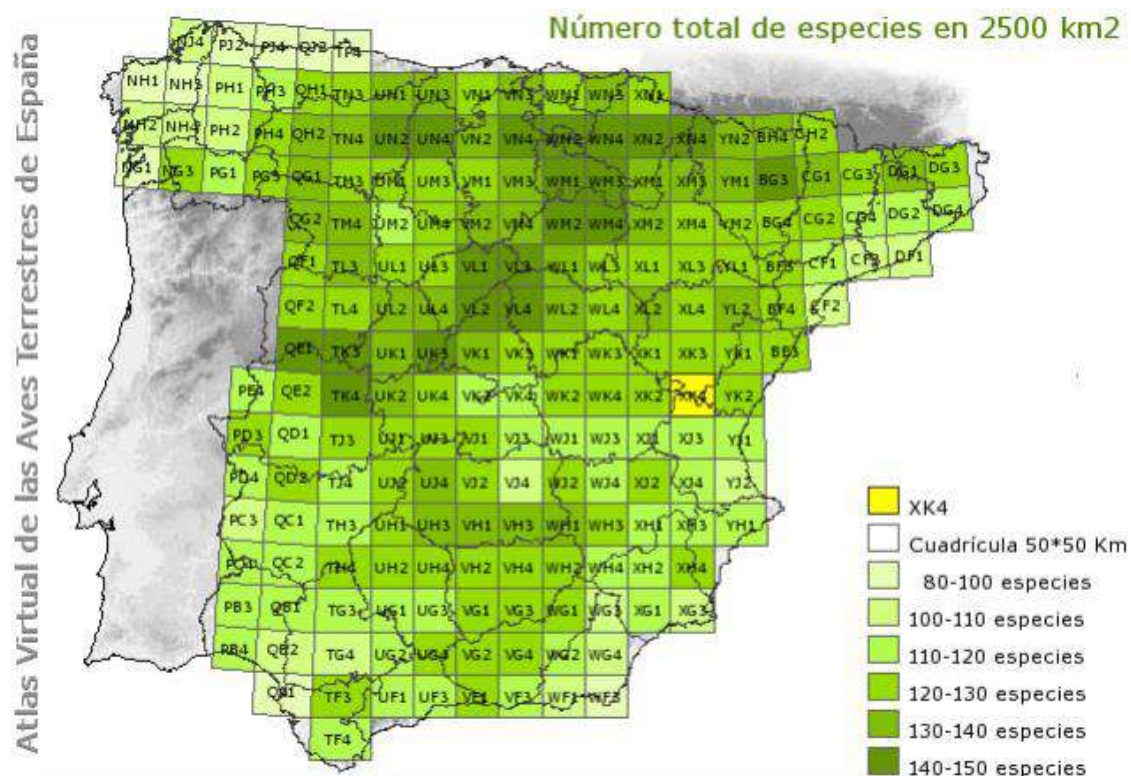 Número total de especies en 2500 km2
Atlas Virtual de las Aves Terrestres de España
NJ4 PJ2 PJ4 QJ2 TP4
NH1 NH3 PH1 PH3 QH1 TN3 UN1 UN3 VN1 VN3 WN1 WN3 XN1
NH2 NH4 PH2 PH4 QH2 TN4 UN2 UN4 VN2 VN4 WN2 XN2 XN4 YN2 BH4 CH2
NG3 PG1 PG3 QG1 TM3 UM1 UM3 VM1 VM3 WM1 WM3 XM1 XM3 YM1 BG3 CG1 CG3 DG1 DG3
QG2 TM4 UM2 UM4 VM2 VM4 WM2 WM4 XM2 XM4 YM2 BG4 CG2 CG4 DG2 DG4
QF1 TL3 UL1 UL3 VL1 VL3 WL1 WL3 XL1 XL3 YL1 BF3 CF1 CF3 DF1
QF2 TL4 UL2 UL4 VL2 VL4 WL2 WL4 XL2 XL4 YL2 BF4 CF2
QE1 TK3 UK1 UK3 VK1 VK3 WK1 WK3 XK1 XK3 YK1 BE3
PE4 QE2 TK4 UK2 UK4 VK2 VK4 WK2 WK4 XK2 XK4 YK2
PD3 QD1 TJ3 UJ1 UJ3 VJ1 VJ3 WJ1 WJ3 XJ1 XJ3 YJ1
PD4 QD2 TJ4 UJ2 UJ4 VJ2 VJ4 WJ2 WJ4 XJ2 XJ4 YJ2
PC3 QC1 TH3 UH1 UH3 VH1 VH3 WH1 WH3 XH1 XH3 YH1
PC4 QC2 TH4 UH2 UH4 VH2 VH4 WH2 WH4 XH2 XH4
PB3 QB1 TG3 UG1 UG3 VG1 VG3 WG1 WG3 XG1 XG3
PB4 QB2 TG4 UG2 UG4 VG2 VG4 WG2 WG4
QA1 TF3 UF1 UF3 VF1 VF3 WF1 WF3
TF4
XK4
Cuadrícula 50*50 Km
80-100 especies
100-110 especies
110-120 especies
120-130 especies
130-140 especies
140-150 especies